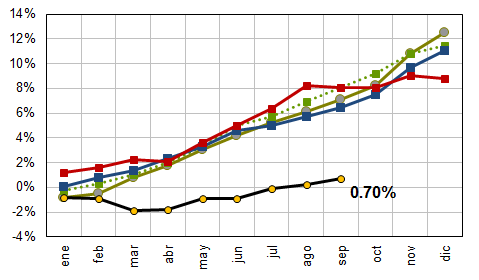 14%
12%
10%
8%
6%
4%
2%
0%
-2%
-4%
0.70%
ene
feb
mar
abr
may
jun
jul
ago
sep
oct
nov
dic